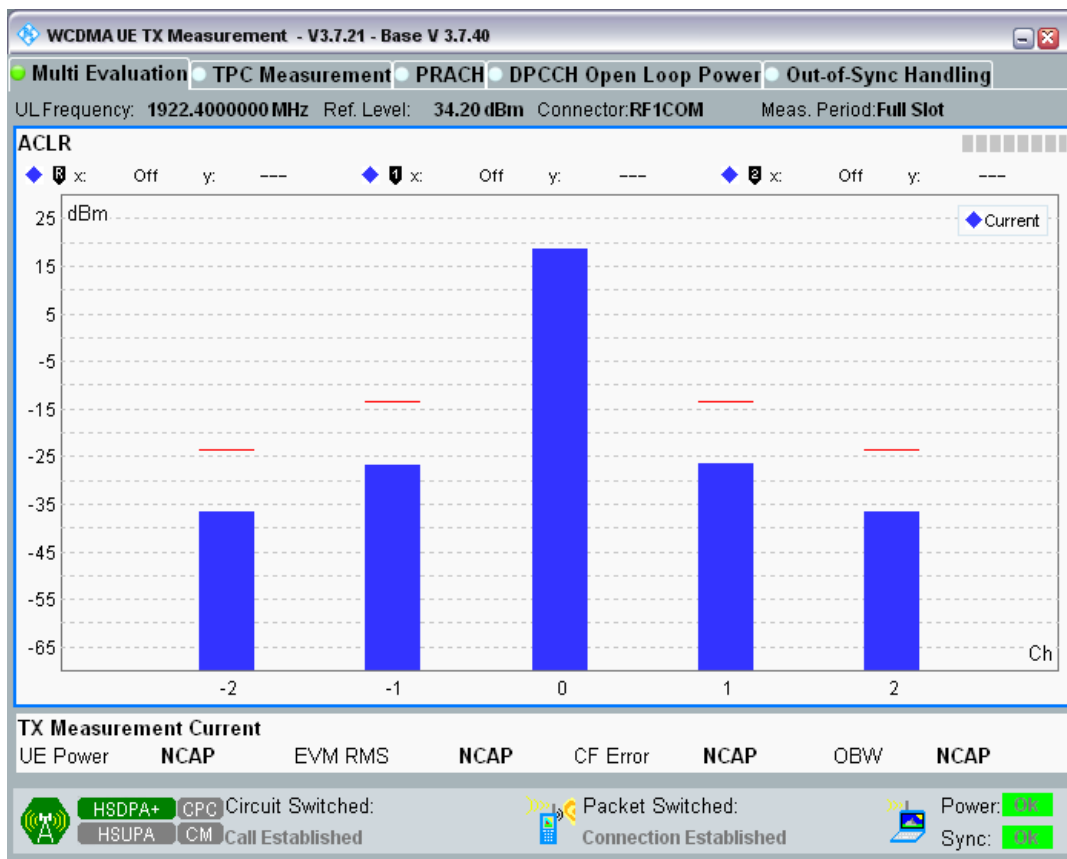 WCDMA UE TX Measurement - V3.7.21 - Base V 3.7.40
Multi Evaluation TPC Measurement PRACH DPCCH Open Loop Power Out-of-Sync Handling
UL Frequency: 1922.4000000 MHz Ref. Level: 34.20 dBm Connector:RF1COM Meas. Period:Full Slot
ACLR
R x: Off y: --- 1 x: Off y: --- 2 x: Off y: ---
dBm
Current
25
15
5
-5
-15
-25
-35
-45
-55
-65
Ch
-2 -1 0 1 2
TX Measurement Current
UE Power NCAP EVM RMS NCAP CF Error NCAP OBW NCAP
HSDPA+ CPC Circuit Switched: Packet Switched: Power: OK
HSUPA CM Call Established Connection Established Sync: OK